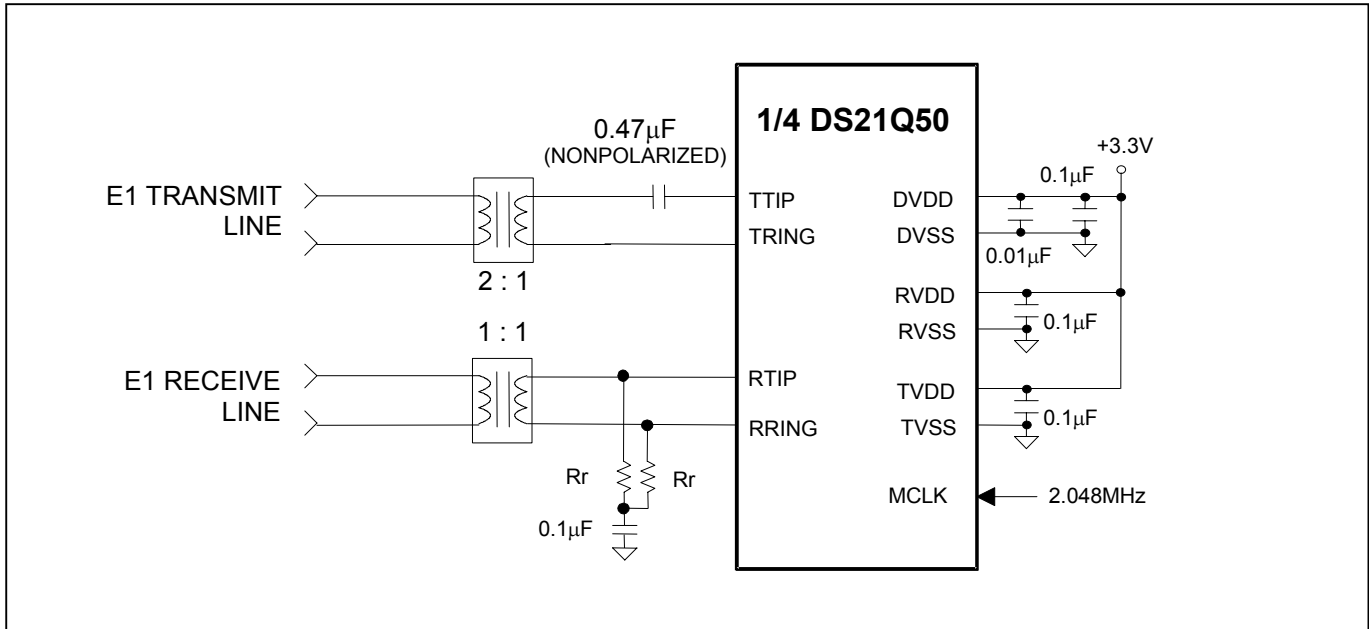 1/4 DS21Q50
0.47µF
(NONPOLARIZED)
+3.3V
0.1µF
E1 TRANSMIT
LINE
TTIP
DVDD
TRING
DVSS
0.01µF
2 : 1
RVDD
1 : 1
RVSS
0.1µF
E1 RECEIVE
LINE
RTIP
TVDD
RRING
TVSS
0.1µF
Rr
Rr
MCLK
2.048MHz
0.1µF